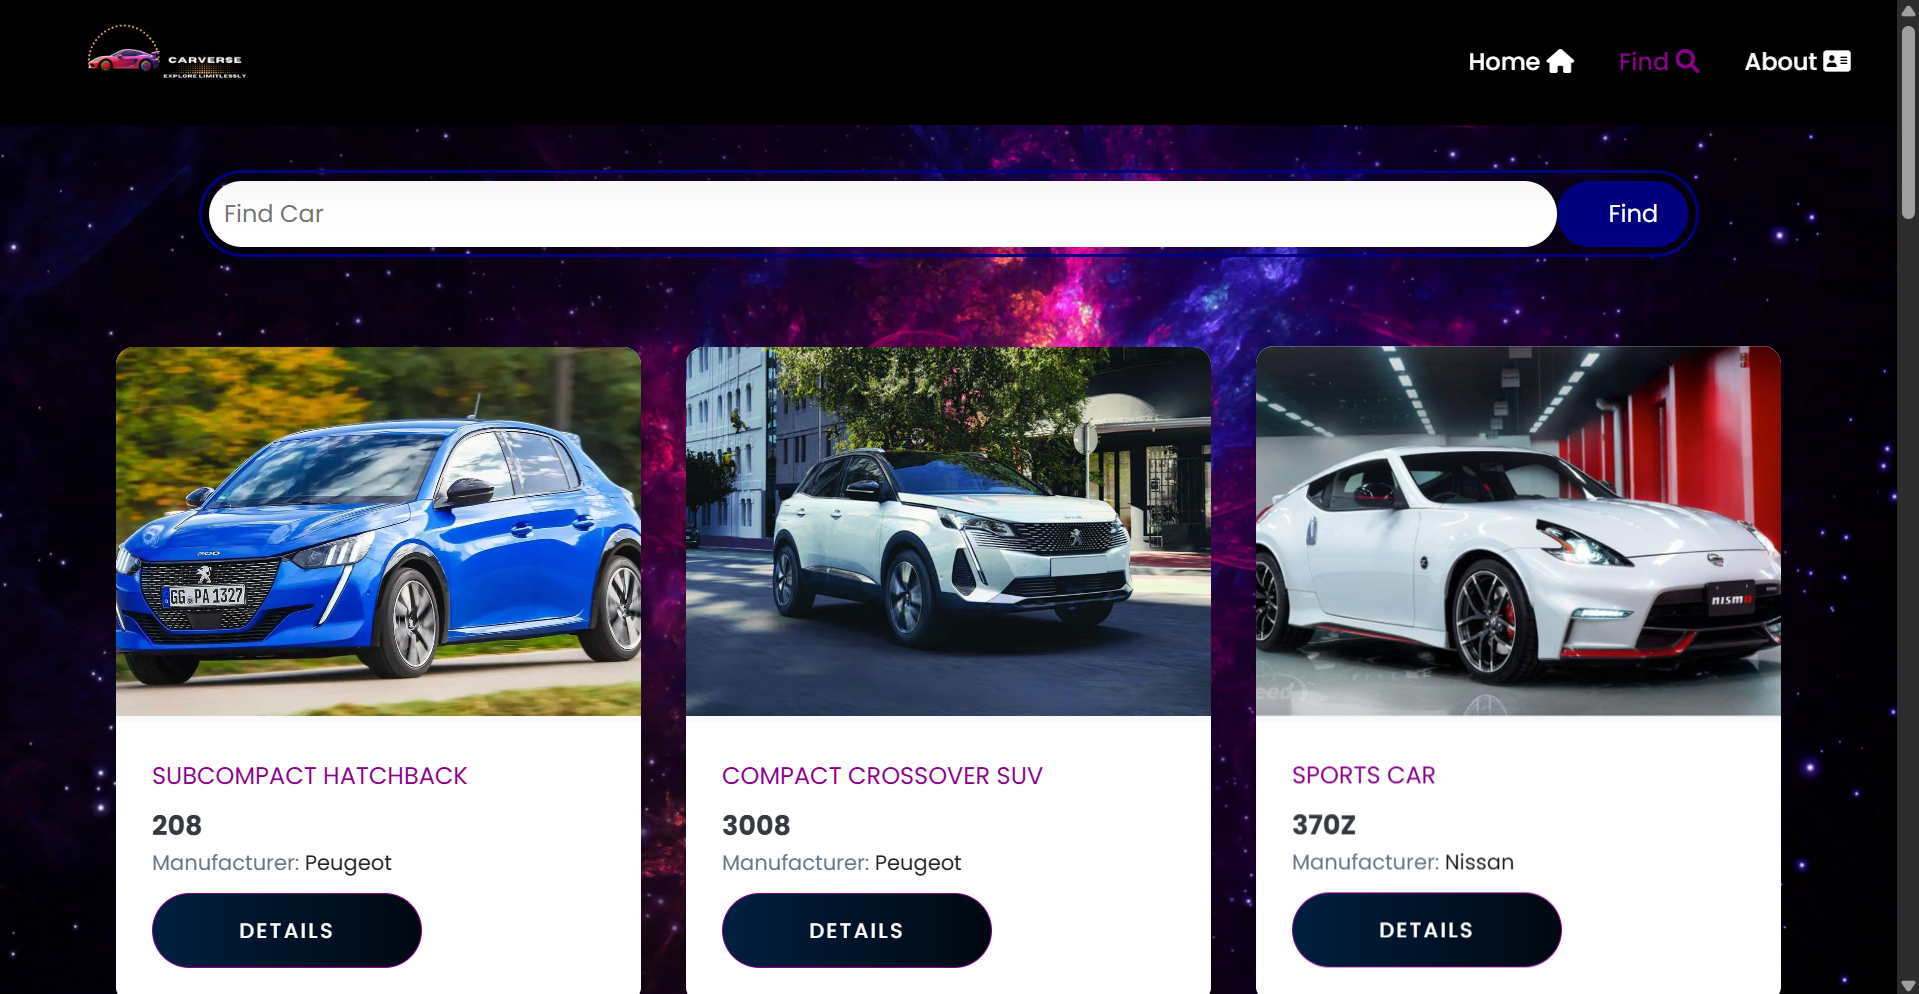 CARVERSE
EXPLORE LIMITLESSLY
Home
Find
About
Find Car
Find
GG PA 1327
nismo
SUBCOMPACT HATCHBACK
COMPACT CROSSOVER SUV
SPORTS CAR
208
3008
370Z
Manufacturer: Peugeot
Manufacturer: Peugeot
Manufacturer: Nissan
DETAILS
DETAILS
DETAILS